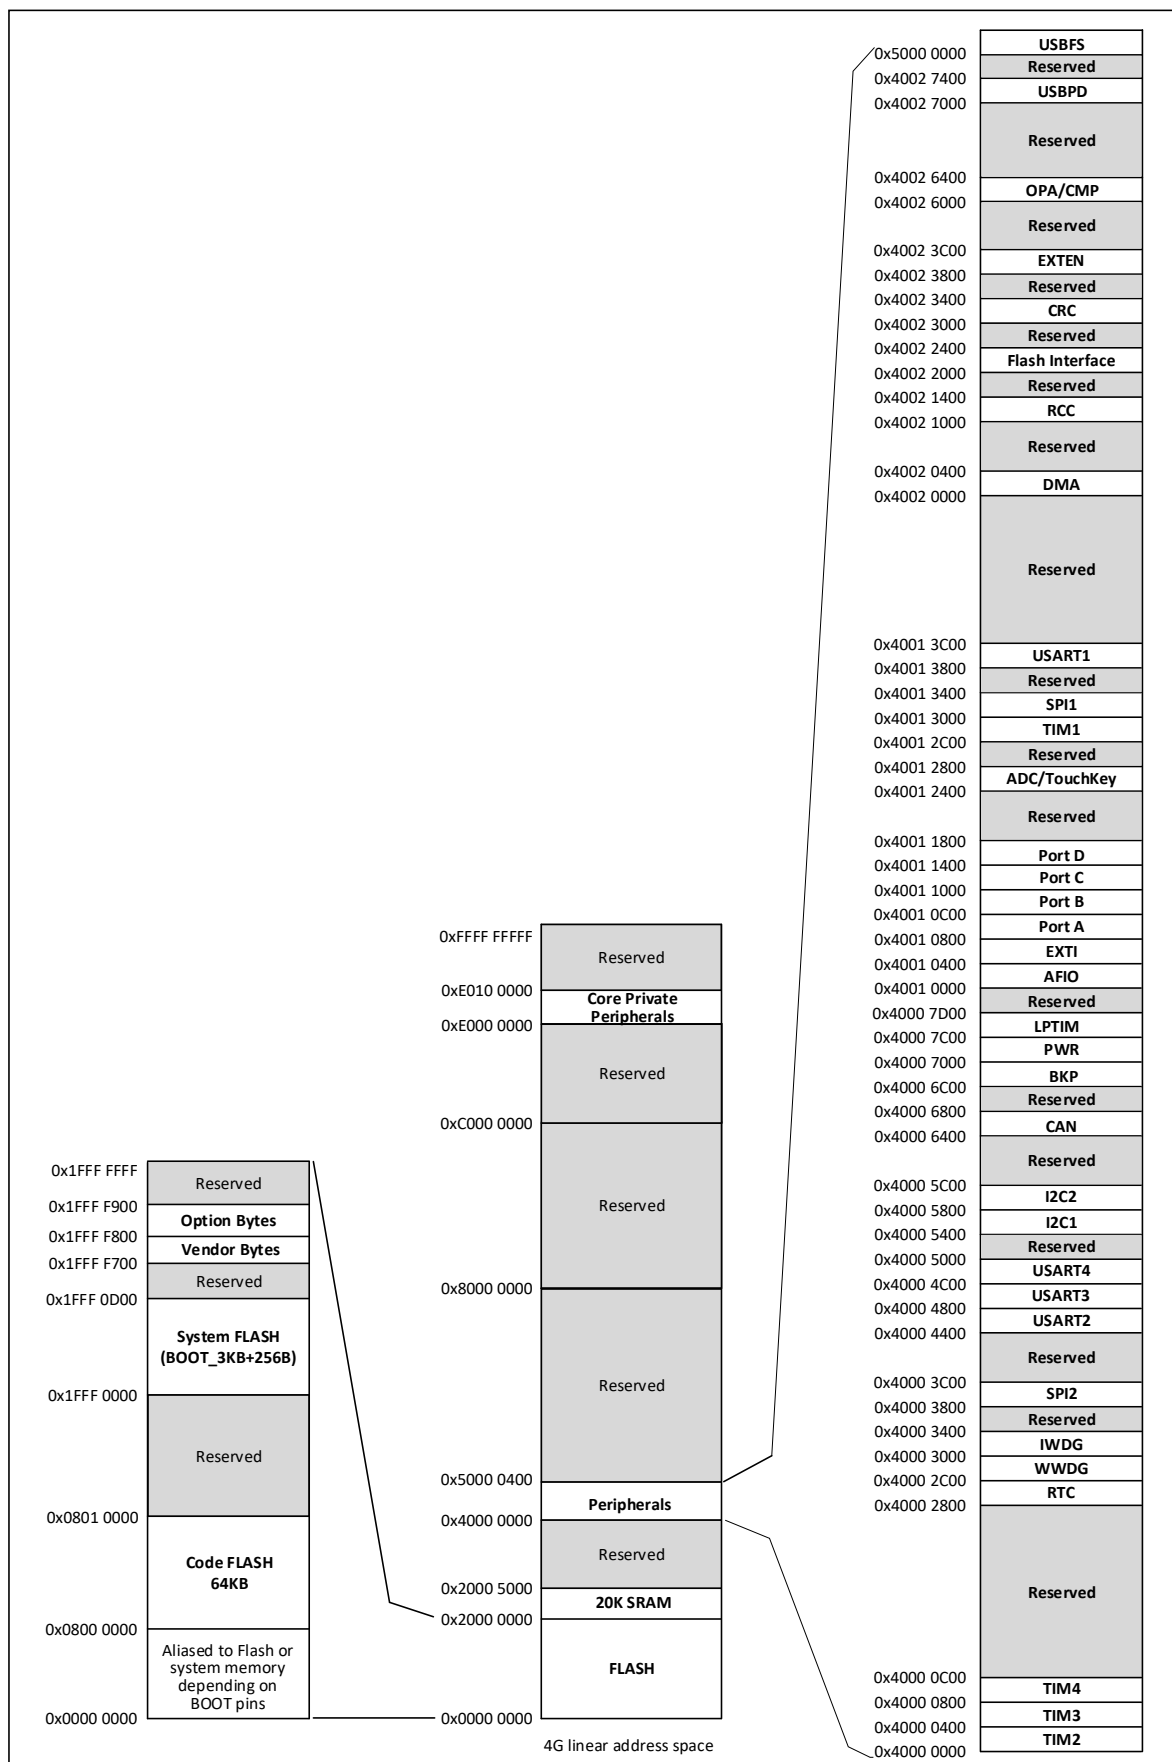 0x1FFF FFFF
Reserved
0x1FFF F900
Option Bytes
0x1FFF F800
Vendor Bytes
0x1FFF F700
Reserved
0x1FFF 0D00
System FLASH
(BOOT_3KB+256B)
0x1FFF 0000
Reserved
0x0801 0000
Code FLASH
64KB
0x0800 0000
Aliased to Flash or
system memory
depending on
BOOT pins
0x0000 0000
0xFFFF FFFFF
Reserved
0xE010 0000
Core Private
Peripherals
0xE000 0000
Reserved
0xC000 0000
Reserved
0x8000 0000
Reserved
0x5000 0400
Peripherals
0x4000 0000
Reserved
0x2000 5000
20K SRAM
0x2000 0000
FLASH
0x0000 0000
4G linear address space
USBFS
0x5000 0000
Reserved
0x4002 7400
USBPD
0x4002 7000
Reserved
0x4002 6400
OPA/CMP
0x4002 6000
Reserved
0x4002 3C00
EXTEN
0x4002 3800
Reserved
0x4002 3400
CRC
0x4002 3000
Reserved
0x4002 2400
Flash Interface
0x4002 2000
Reserved
0x4002 1400
RCC
0x4002 1000
Reserved
0x4002 0400
DMA
0x4002 0000
Reserved
0x4001 3C00
USART1
0x4001 3800
Reserved
0x4001 3400
SPI1
0x4001 3000
TIM1
0x4001 2C00
Reserved
0x4001 2800
ADC/TouchKey
0x4001 2400
Reserved
0x4001 1800
Port D
0x4001 1400
Port C
0x4001 1000
Port B
0x4001 0C00
Port A
0x4001 0800
EXTI
0x4001 0400
AFIO
0x4001 0000
Reserved
0x4000 7D00
LPTIM
0x4000 7C00
PWR
0x4000 7000
BKP
0x4000 6C00
Reserved
0x4000 6800
CAN
0x4000 6400
Reserved
0x4000 5C00
I2C2
0x4000 5800
I2C1
0x4000 5400
Reserved
0x4000 5000
USART4
0x4000 4C00
USART3
0x4000 4800
USART2
0x4000 4400
Reserved
0x4000 3C00
SPI2
0x4000 3800
Reserved
0x4000 3400
IWDG
0x4000 3000
WWDG
0x4000 2C00
RTC
0x4000 2800
Reserved
0x4000 0C00
TIM4
0x4000 0800
TIM3
0x4000 0400
TIM2
0x4000 0000